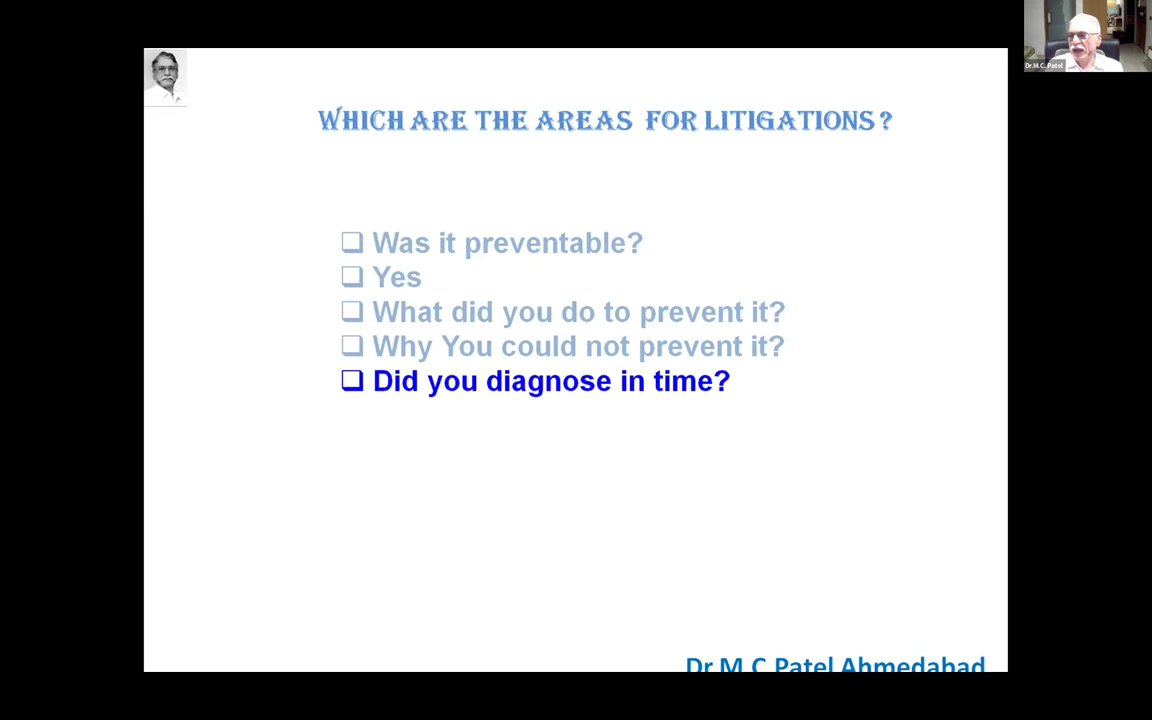 Dr.M.C. Patel
WHICH ARE THE AREAS FOR LITIGATIONS?
❑ Was it preventable?
❑ Yes
❑ What did you do to prevent it?
❑ Why You could not prevent it?
❑ Did you diagnose in time?
Dr M C Patel Ahmedabad